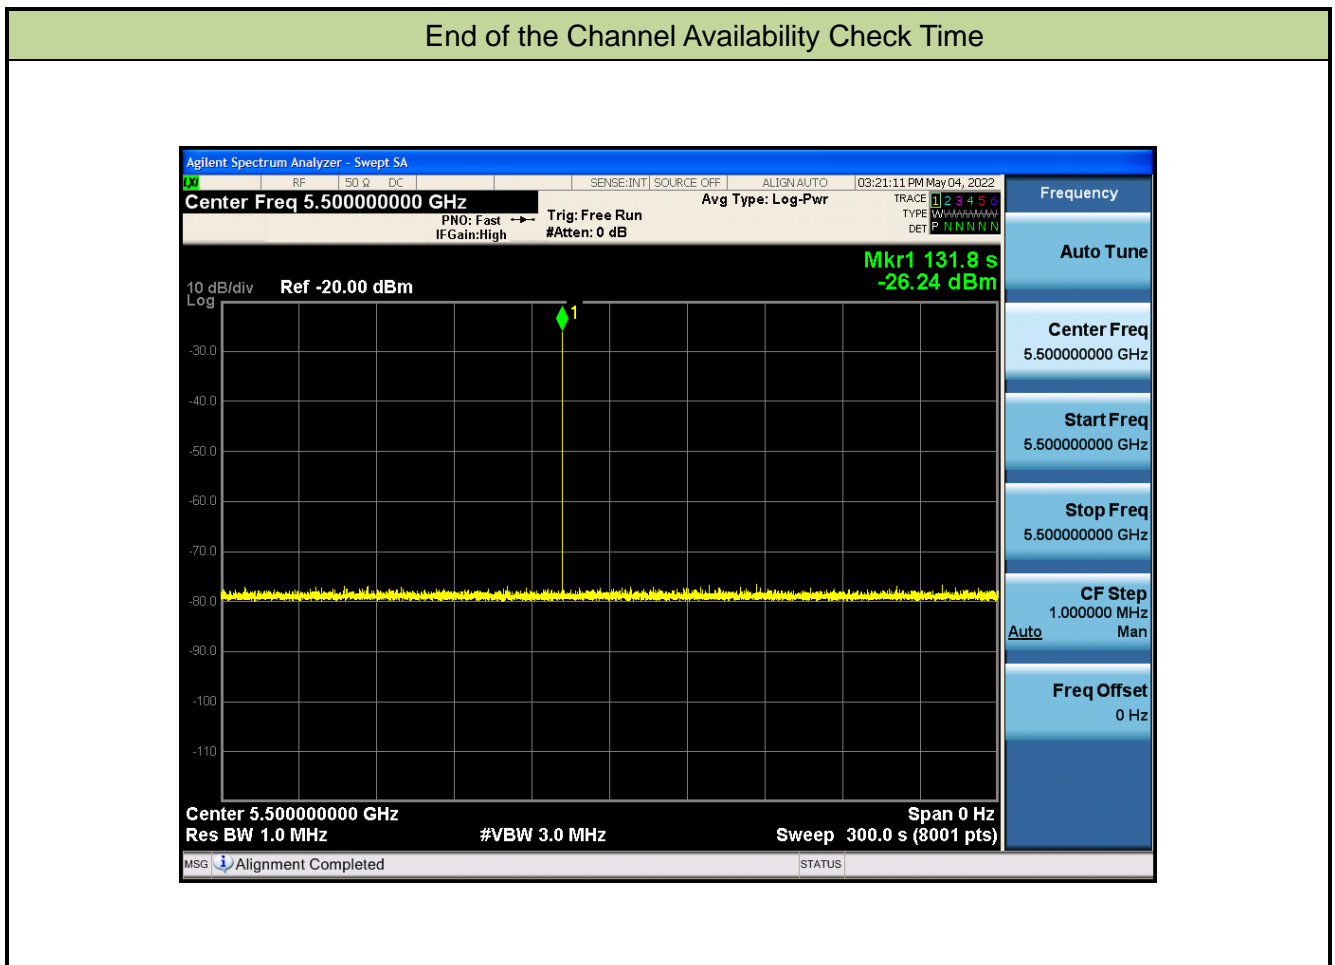 End of the Channel Availability Check Time
Agilent Spectrum Analyzer - Swept SA
LXI RF 50 Ω DC SENSE:INT SOURCE OFF ALIGN AUTO 03:21:11 PM May 04, 2022
Center Freq 5.500000000 GHz
PNO: Fast
IFGain:High
Trig: Free Run
#Atten: 0 dB
Avg Type: Log-Pwr
TRACE 1 2 3 4 5 6
TYPE W
DET P N N N N N
Mkr1 131.8 s
-26.24 dBm
10 dB/div Ref -20.00 dBm
Log
1
-30.0
-40.0
-50.0
-60.0
-70.0
-80.0
-90.0
-100
-110
Center 5.500000000 GHz Span 0 Hz
Res BW 1.0 MHz #VBW 3.0 MHz Sweep 300.0 s (8001 pts)
MSG Alignment Completed STATUS
Frequency
Auto Tune
Center Freq
5.500000000 GHz
Start Freq
5.500000000 GHz
Stop Freq
5.500000000 GHz
CF Step
1.000000 MHz
Auto Man
Freq Offset
0 Hz